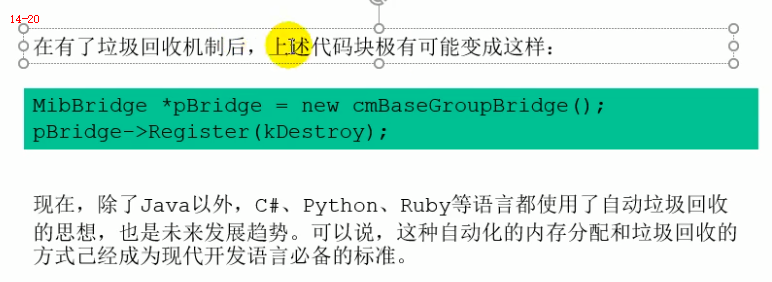 14-20
在有了垃圾回收机制后，上述代码块极有可能变成这样：
MibBridge *pBridge = new cmBaseGroupBridge();
pBridge->Register(kDestroy);
现在，除了Java以外，C#、Python、Ruby等语言都使用了自动垃圾回收
的思想，也是未来发展趋势。可以说，这种自动化的内存分配和垃圾回收的
方式己经成为现代开发语言必备的标准。